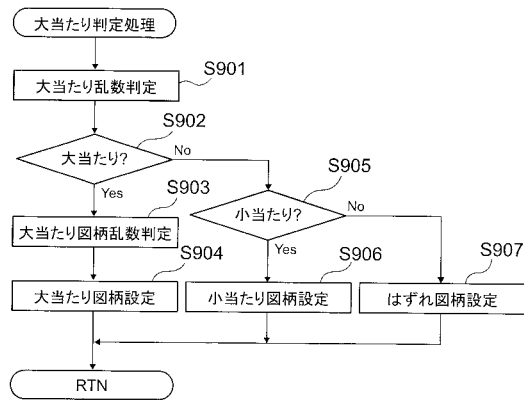 大当たり判定処理
S901
大当たり乱数判定
S902
大当たり?
No
Yes
S905
小当たり?
No
Yes
S903
大当たり図柄乱数判定
S904
大当たり図柄設定
S906
小当たり図柄設定
S907
はずれ図柄設定
RTN